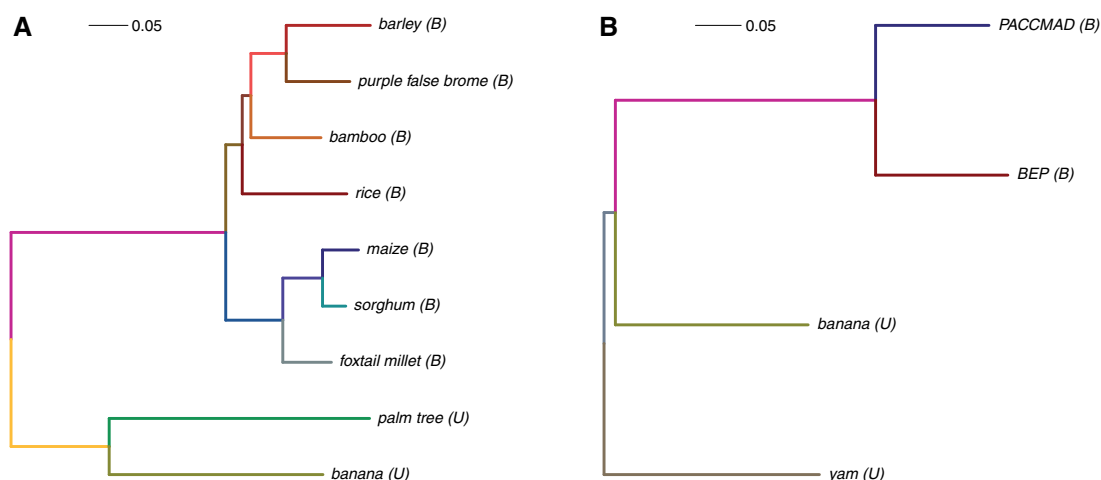 A
0.05
barley (B)
purple false brome (B)
bamboo (B)
rice (B)
maize (B)
sorghum (B)
foxtail millet (B)
palm tree (U)
banana (U)
B
0.05
PACCMAD (B)
BEP (B)
banana (U)
yam (U)